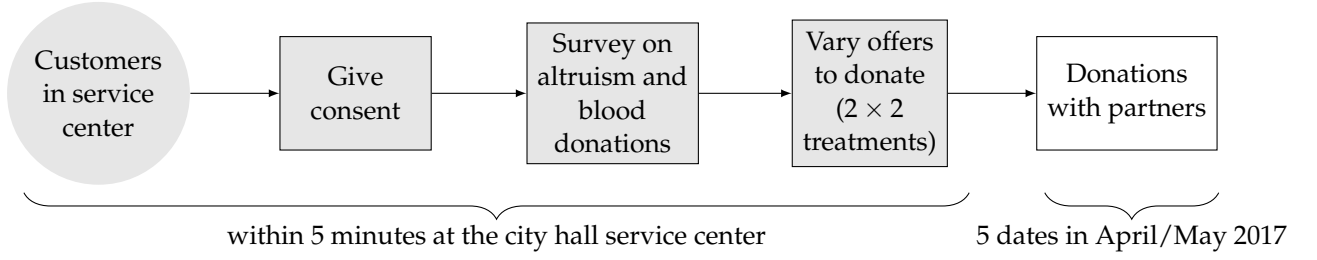 Customers
in service
center
Give
consent
Survey on
altruism and
blood
donations
Vary offers
to donate
(2 × 2
treatments)
Donations
with partners
within 5 minutes at the city hall service center
5 dates in April/May 2017